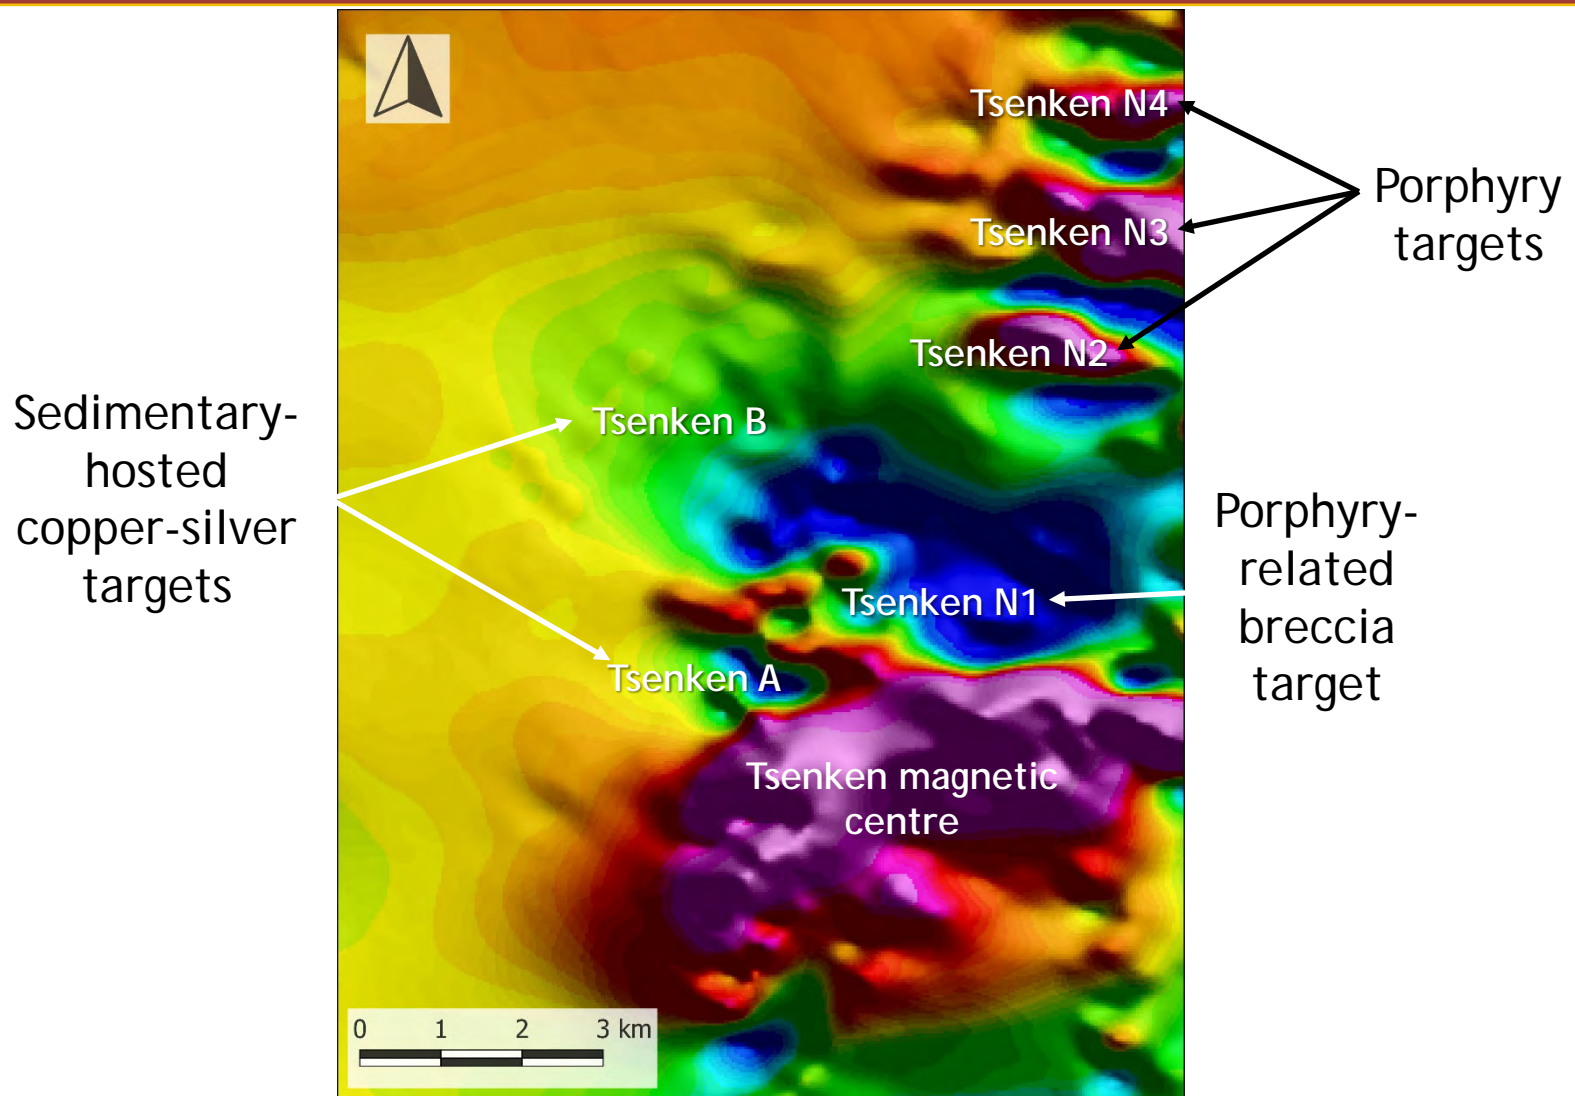 Tsenken N4
Porphyry
targets
Tsenken N3
Tsenken N2
Sedimentary-
hosted
copper-silver
targets
Tsenken B
Porphyry-
related
breccia
target
Tsenken N1
Tsenken A
Tsenken magnetic
centre
0 1 2 3 km